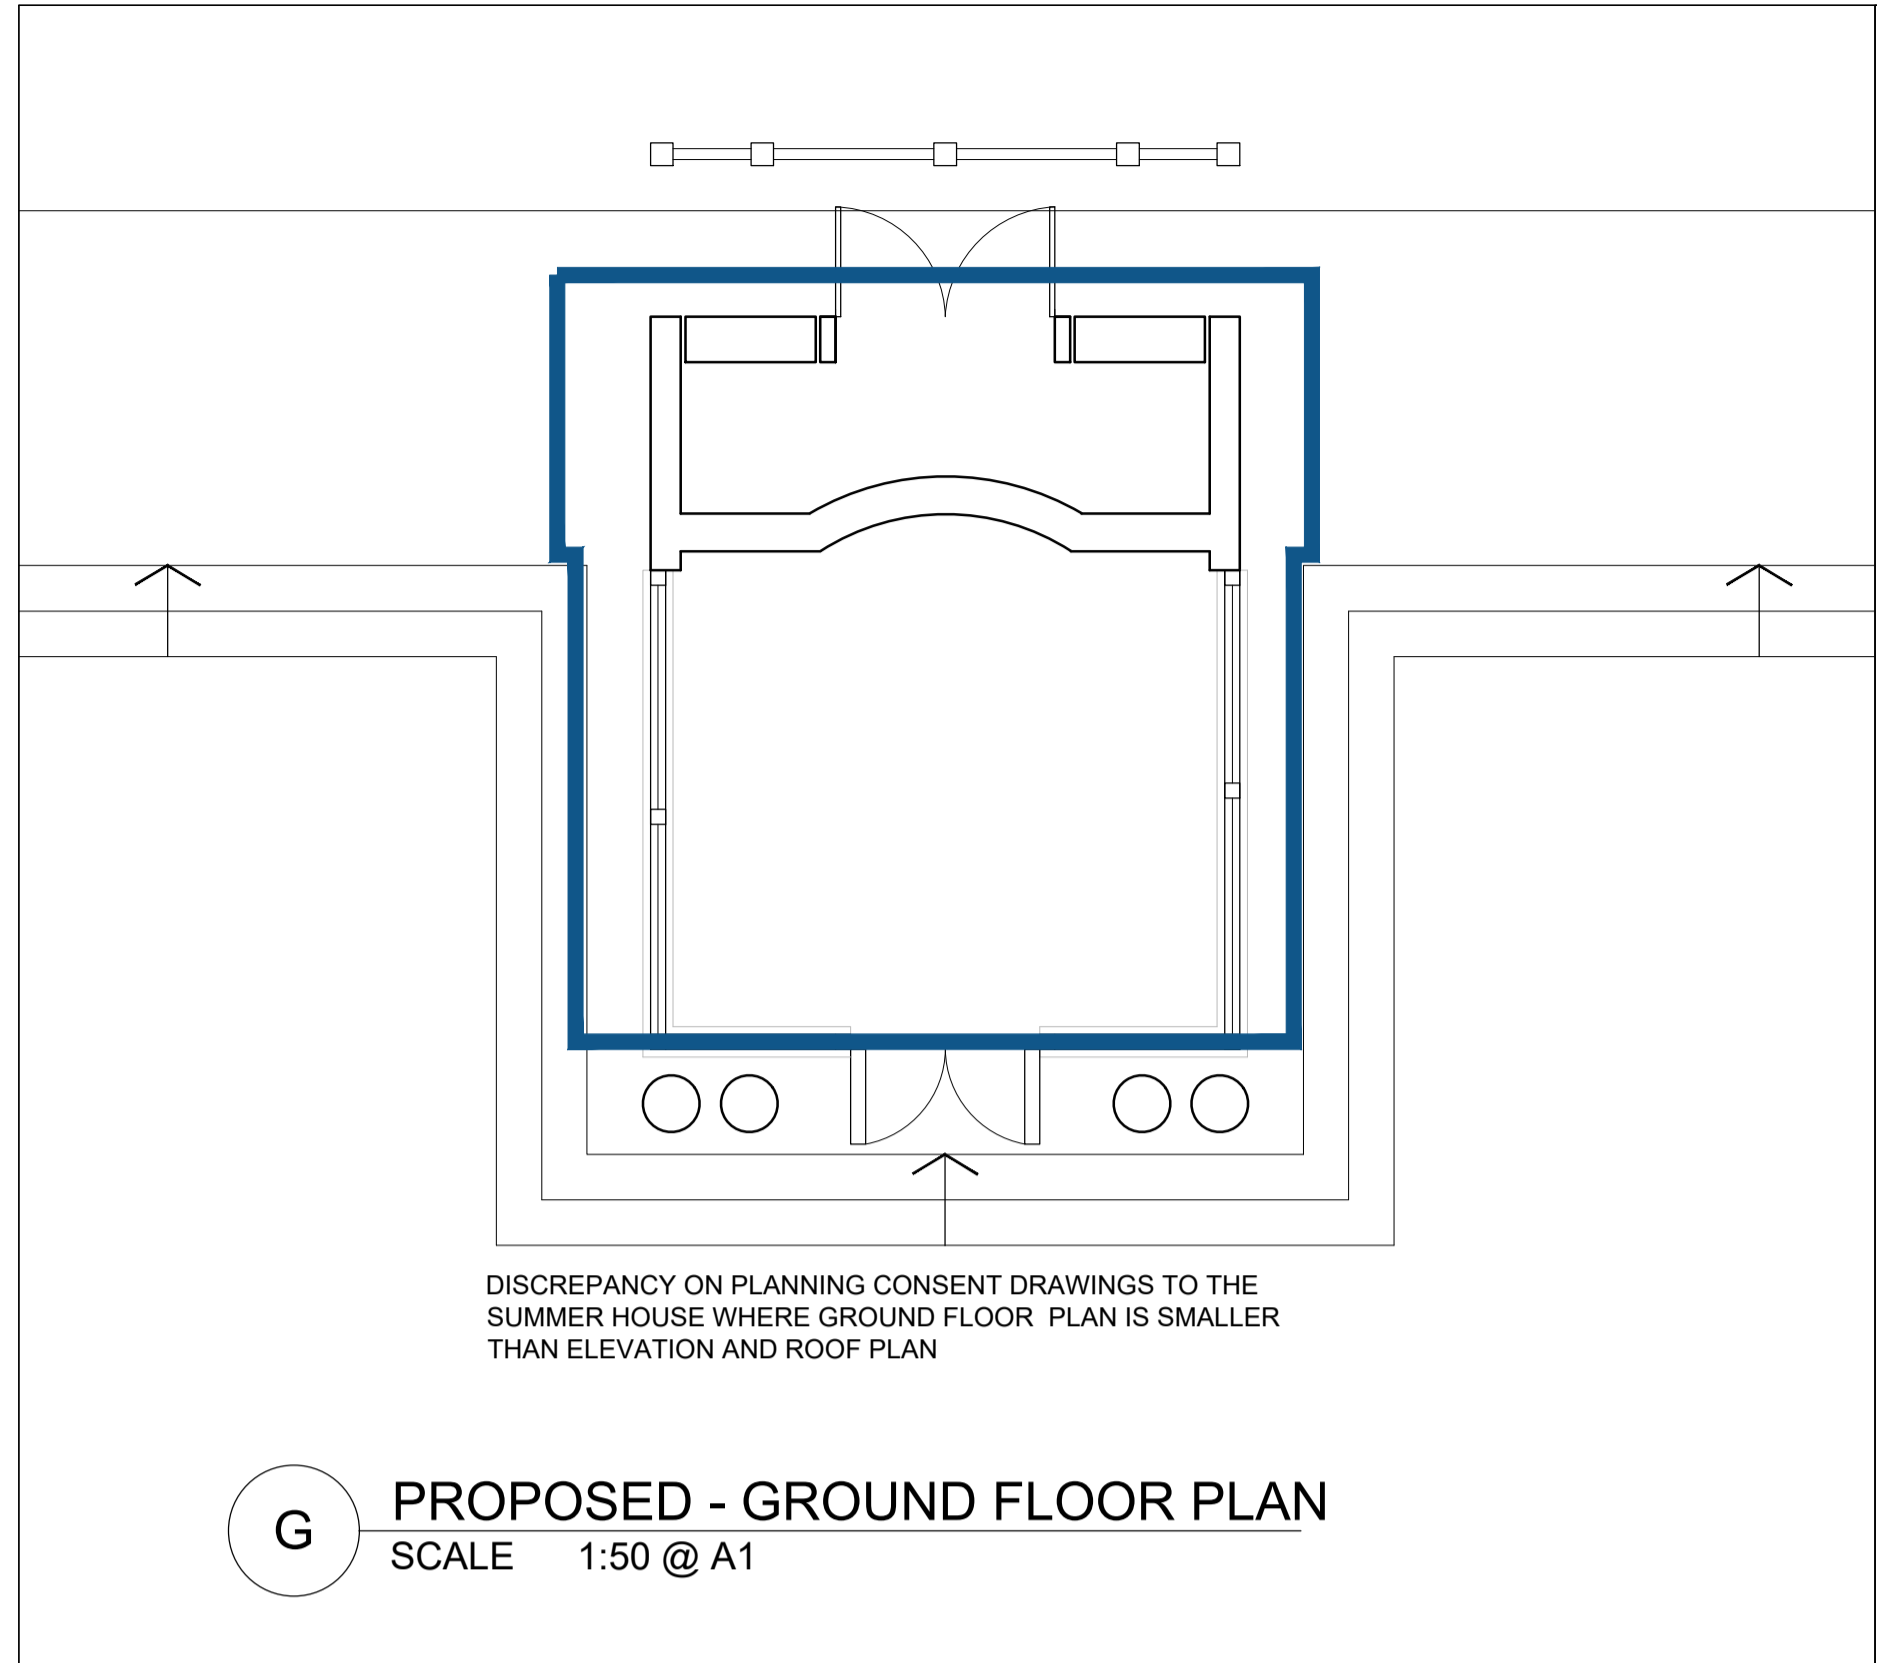 DISCREPANCY ON PLANNING CONSENT DRAWINGS TO THE
SUMMER HOUSE WHERE GROUND FLOOR PLAN IS SMALLER
THAN ELEVATION AND ROOF PLAN
G
PROPOSED - GROUND FLOOR PLAN
SCALE 1:50 @ A1